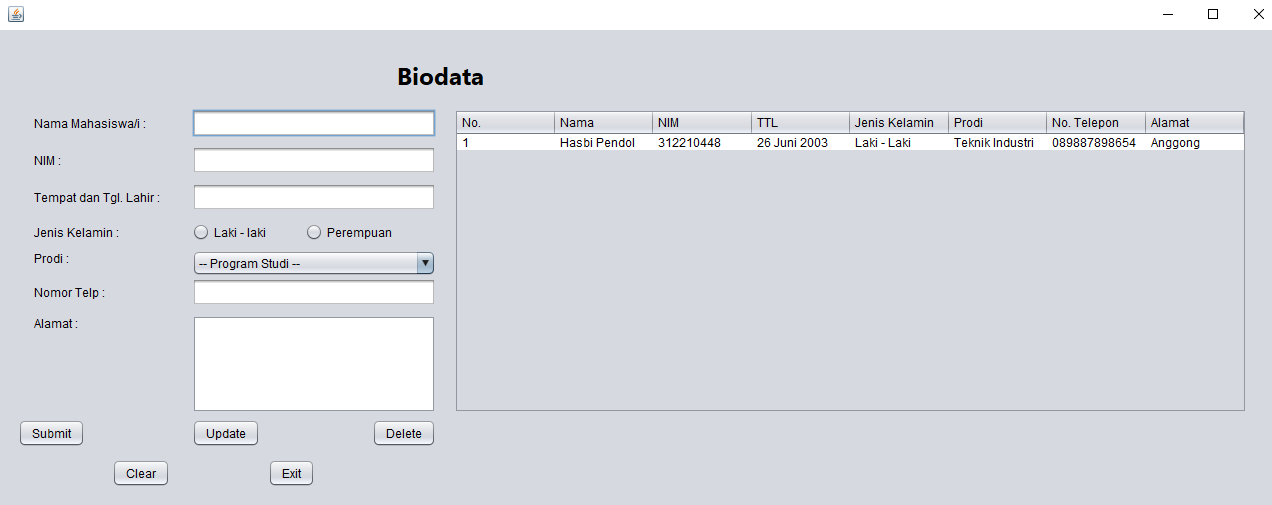 Biodata
Nama Mahasiswa/i :
NIM :
Tempat dan Tgl. Lahir :
Jenis Kelamin : Laki - laki Perempuan
Prodi : -- Program Studi --
Nomor Telp :
Alamat :
Submit Update Delete
Clear Exit
No. Nama NIM TTL Jenis Kelamin Prodi No. Telepon Alamat
1 Hasbi Pendol 312210448 26 Juni 2003 Laki - Laki Teknik Industri 089887898654 Anggong